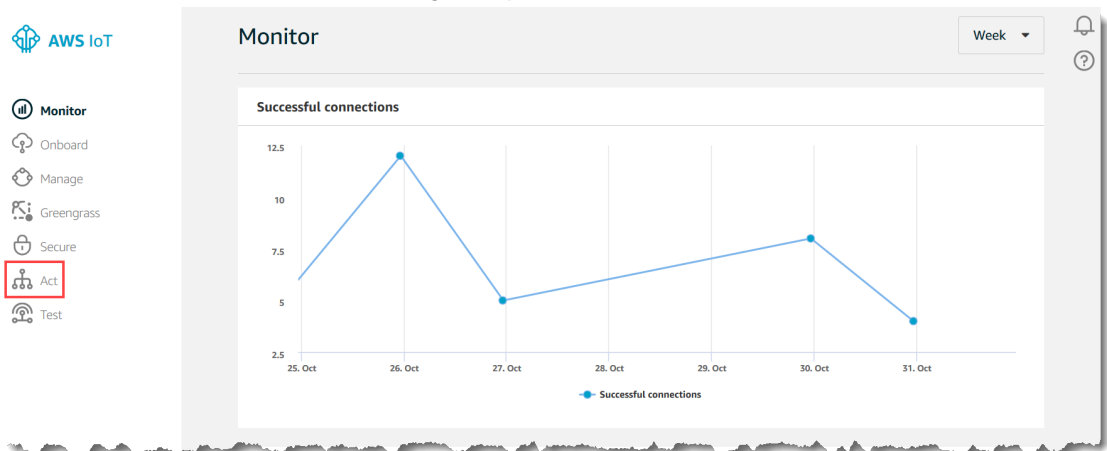 AWS IoT
Monitor
Onboard
Manage
Greengrass
Secure
Act
Test
Monitor
Week
Successful connections
12.5
10
7.5
5
2.5
25. Oct 26. Oct 27. Oct 28. Oct 29. Oct 30. Oct 31. Oct
Successful connections